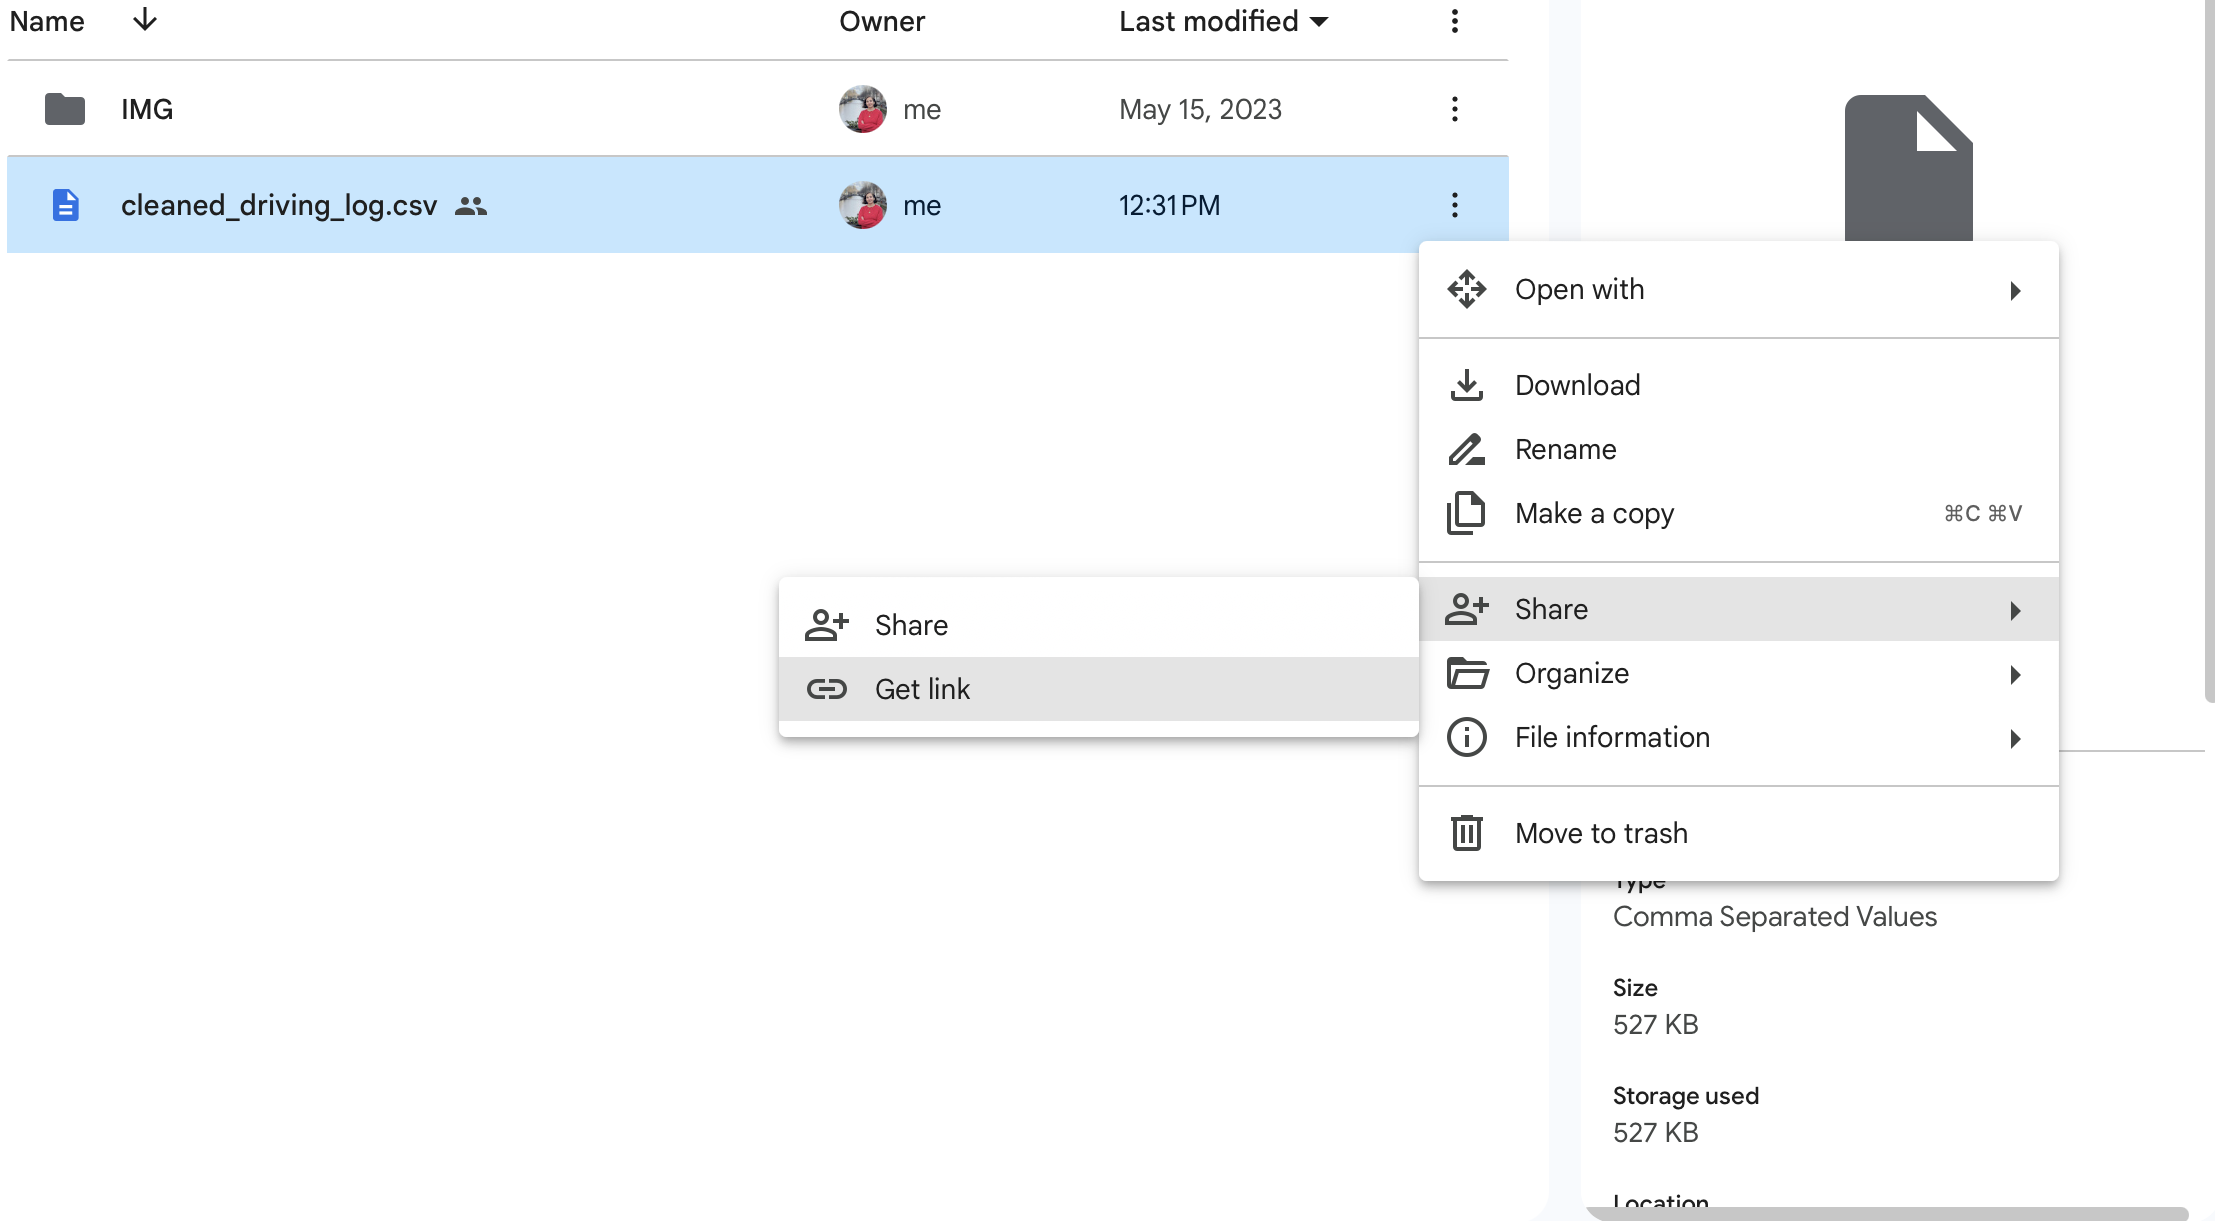 Name Owner Last modified
IMG me May 15, 2023
cleaned_driving_log.csv me 12:31 PM
Open with
Download
Rename
Make a copy ⌘C ⌘V
Share
Get link
Share
Organize
File information
Move to trash
Type
Comma Separated Values
Size
527 KB
Storage used
527 KB
Location